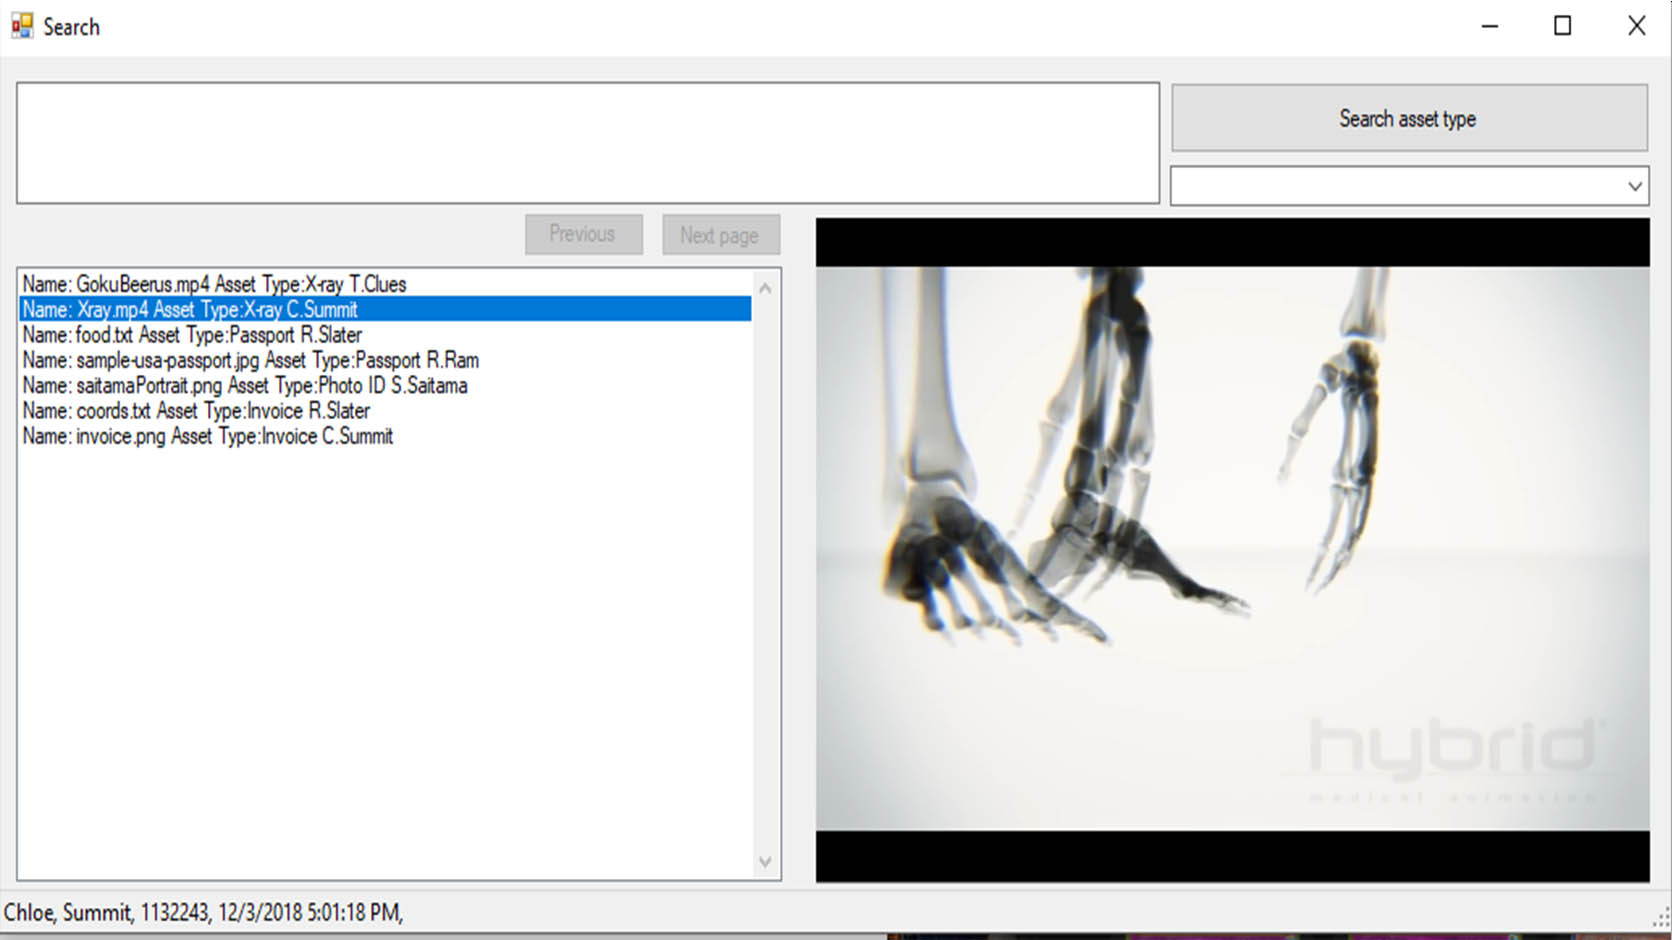 Search
Search asset type
Previous
Next page
Name: GokuBeerus.mp4 Asset Type:X-ray T.Clues
Name: Xray.mp4 Asset Type:X-ray C.Summit
Name: food.txt Asset Type:Passport R.Slater
Name: sample-usa-passport.jpg Asset Type:Passport R.Ram
Name: saitamaPortrait.png Asset Type:Photo ID S.Saitama
Name: coords.txt Asset Type:Invoice R.Slater
Name: invoice.png Asset Type:Invoice C.Summit
hybrid
medical animation
Chloe, Summit, 1132243, 12/3/2018 5:01:18 PM,